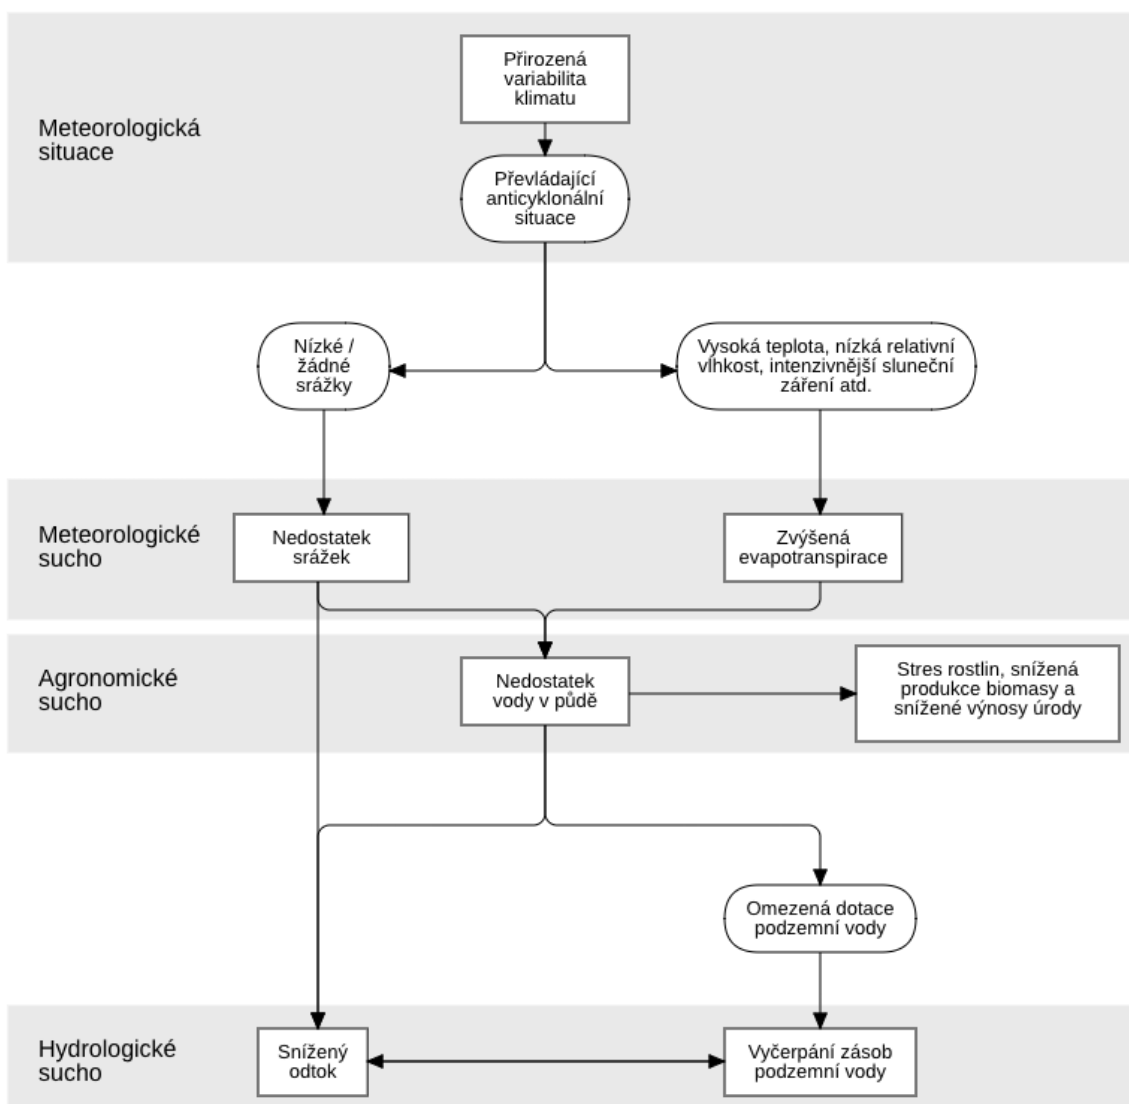 Přirozená
variabilita
klimatu
Meteorologická
situace
Převládající
anticyklonální
situace
Nízké /
žádné
srážky
Vysoká teplota, nízká relativní
vlhkost, intenzivnější sluneční
záření atd.
Meteorologické
sucho
Nedostatek
srážek
Zvýšená
evapotranspirace
Agronomické
sucho
Nedostatek
vody v půdě
Stres rostlin, snížená
produkce biomasy a
snížené výnosy úrody
Omezená dotace
podzemní vody
Hydrologické
sucho
Snížený
odtok
Vyčerpání zásob
podzemní vody